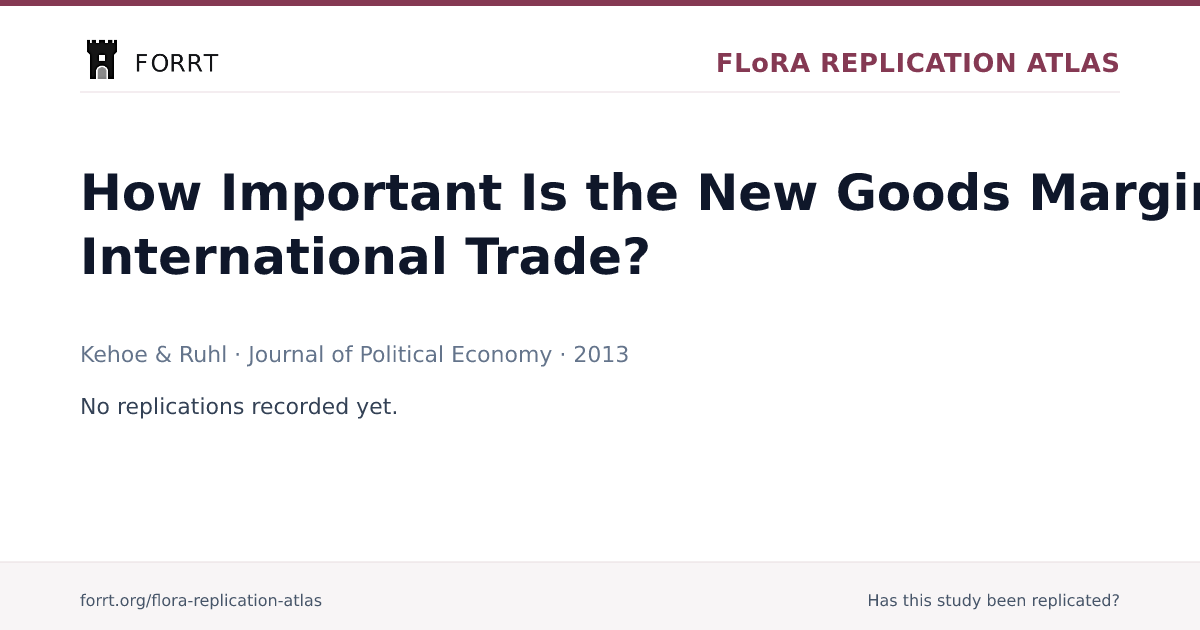 FORRT
FLoRA REPLICATION ATLAS
How Important Is the New Goods
International Trade?
Kehoe & Ruhl · Journal of Political Economy · 2013
No replications recorded yet.
forrt.org/flora-replication-atlas
Has this study been replicated?